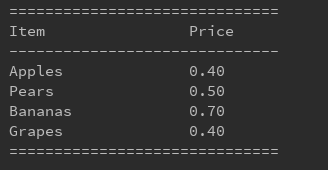 ==============================
Item                Price
------------------------------
Apples              0.40
Pears               0.50
Bananas             0.70
Grapes              0.40
==============================